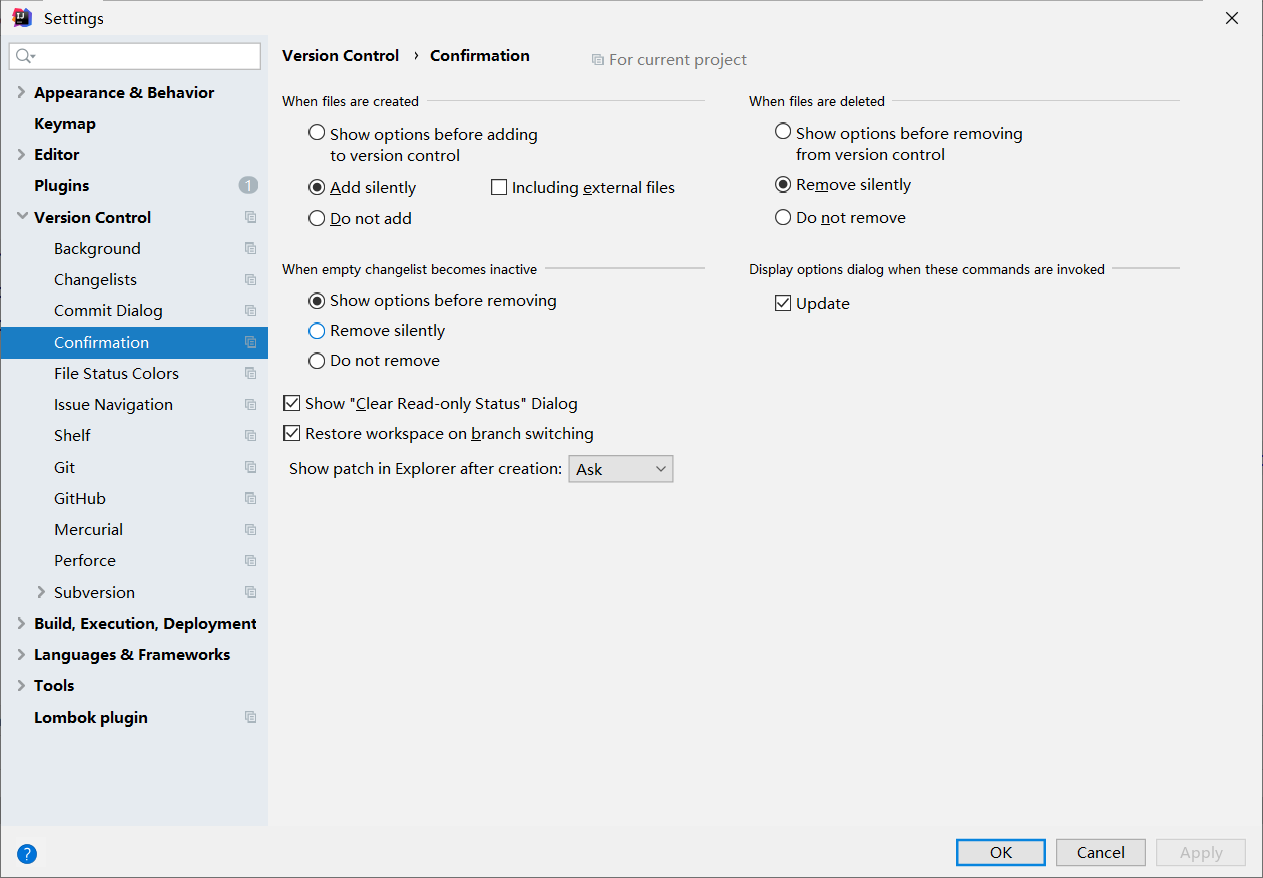 Settings
Appearance & Behavior
Keymap
Editor
Plugins 1
Version Control
Background
Changelists
Commit Dialog
Confirmation
File Status Colors
Issue Navigation
Shelf
Git
GitHub
Mercurial
Perforce
Subversion
Build, Execution, Deployment
Languages & Frameworks
Tools
Lombok plugin
Version Control › Confirmation For current project
When files are created
Show options before adding
to version control
Add silently Including external files
Do not add
When files are deleted
Show options before removing
from version control
Remove silently
Do not remove
When empty changelist becomes inactive
Show options before removing
Remove silently
Do not remove
Display options dialog when these commands are invoked
Update
Show "Clear Read-only Status" Dialog
Restore workspace on branch switching
Show patch in Explorer after creation: Ask
? OK Cancel Apply